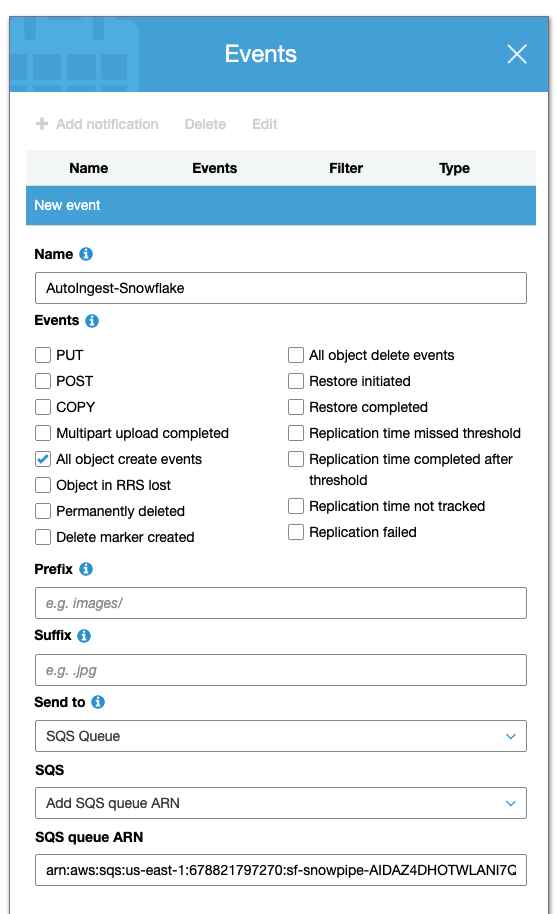 Events
Add notification Delete Edit
Name Events Filter Type
New event
Name
AutoIngest-Snowflake
Events
PUT
POST
COPY
Multipart upload completed
All object create events
Object in RRS lost
Permanently deleted
Delete marker created
All object delete events
Restore initiated
Restore completed
Replication time missed threshold
Replication time completed after
threshold
Replication time not tracked
Replication failed
Prefix
e.g. images/
Suffix
e.g. .jpg
Send to
SQS Queue
SQS
Add SQS queue ARN
SQS queue ARN
arn:aws:sqs:us-east-1:678821797270:sf-snowpipe-AIDAZ4DHOTWLANI7Q